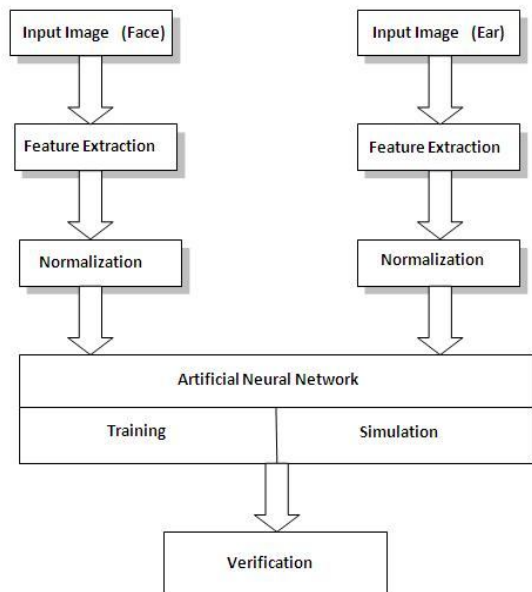 Input Image (Face)
Input Image (Ear)
Feature Extraction
Feature Extraction
Normalization
Normalization
Artificial Neural Network
Training
Simulation
Verification